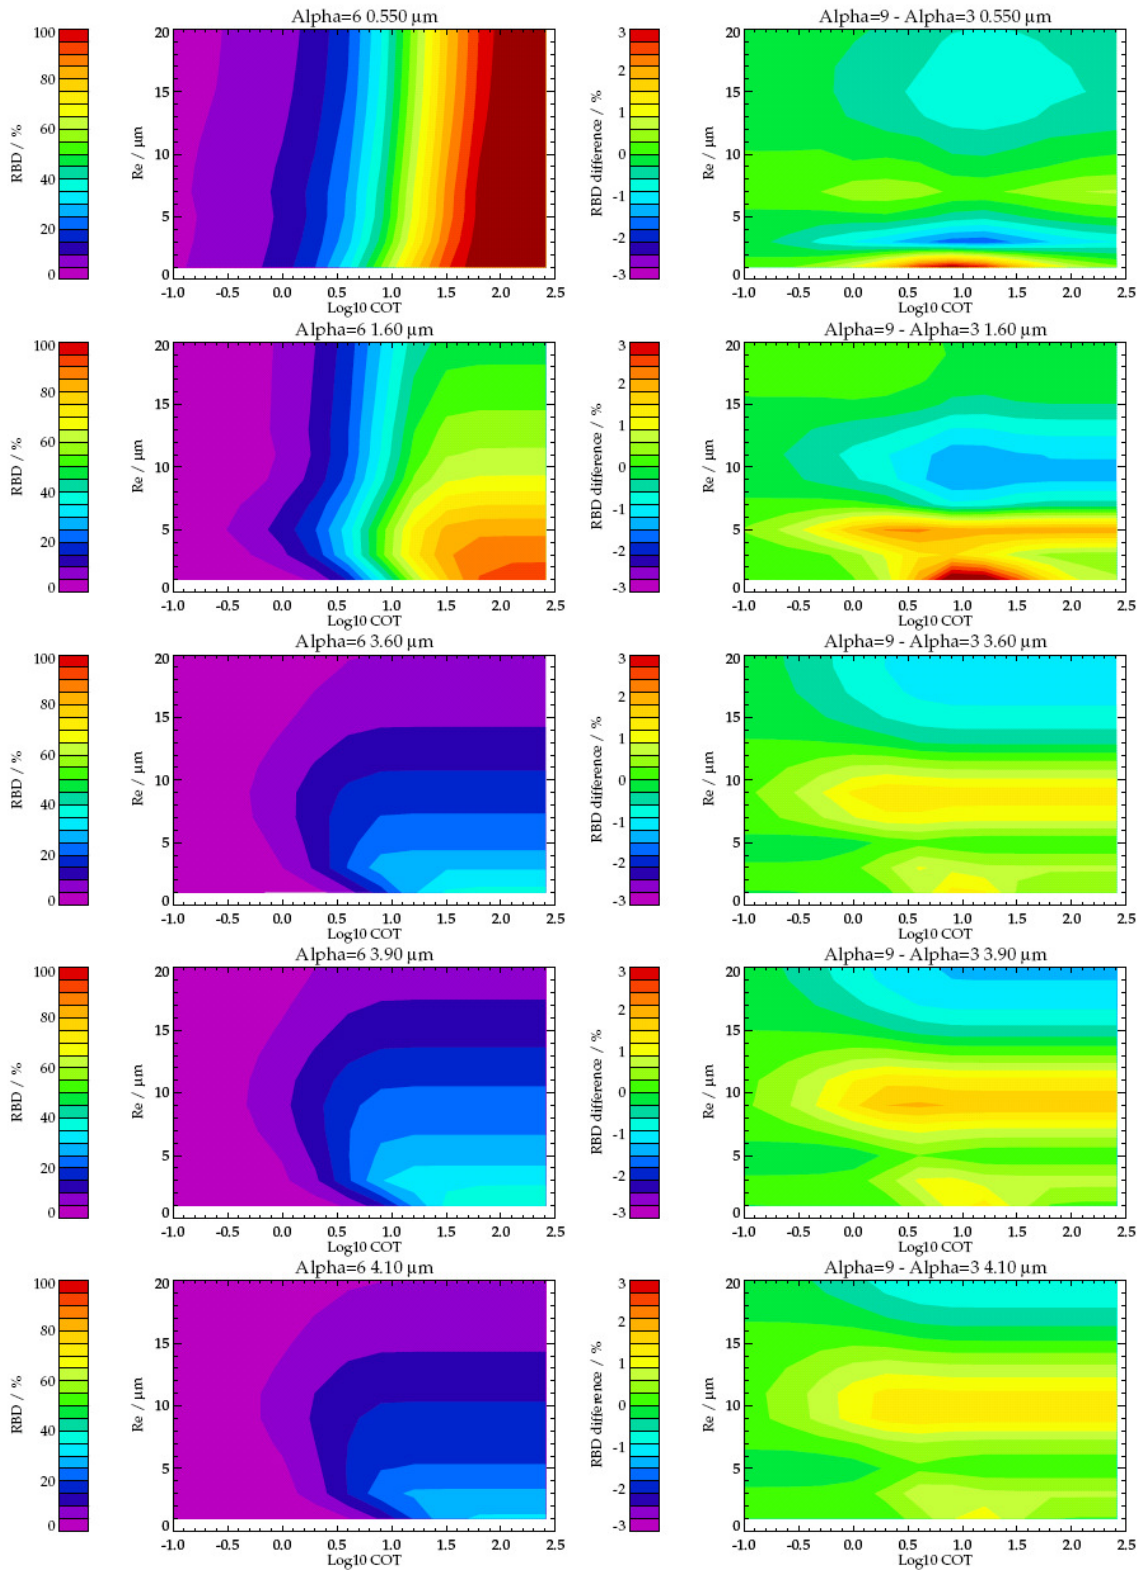 Alpha=6 0.550 µm
Alpha=9 - Alpha=3 0.550 µm
RBD / %
100
80
60
40
20
0
Re / µm
20
15
10
5
0
-1.0 -0.5 0.0 0.5 1.0 1.5 2.0 2.5
Log10 COT
RBD difference / %
3
2
1
0
-1
-2
-3
Re / µm
20
15
10
5
0
-1.0 -0.5 0.0 0.5 1.0 1.5 2.0 2.5
Log10 COT
Alpha=6 1.60 µm
Alpha=9 - Alpha=3 1.60 µm
RBD / %
100
80
60
40
20
0
Re / µm
20
15
10
5
0
-1.0 -0.5 0.0 0.5 1.0 1.5 2.0 2.5
Log10 COT
RBD difference / %
3
2
1
0
-1
-2
-3
Re / µm
20
15
10
5
0
-1.0 -0.5 0.0 0.5 1.0 1.5 2.0 2.5
Log10 COT
Alpha=6 3.60 µm
Alpha=9 - Alpha=3 3.60 µm
RBD / %
100
80
60
40
20
0
Re / µm
20
15
10
5
0
-1.0 -0.5 0.0 0.5 1.0 1.5 2.0 2.5
Log10 COT
RBD difference / %
3
2
1
0
-1
-2
-3
Re / µm
20
15
10
5
0
-1.0 -0.5 0.0 0.5 1.0 1.5 2.0 2.5
Log10 COT
Alpha=6 3.90 µm
Alpha=9 - Alpha=3 3.90 µm
RBD / %
100
80
60
40
20
0
Re / µm
20
15
10
5
0
-1.0 -0.5 0.0 0.5 1.0 1.5 2.0 2.5
Log10 COT
RBD difference / %
3
2
1
0
-1
-2
-3
Re / µm
20
15
10
5
0
-1.0 -0.5 0.0 0.5 1.0 1.5 2.0 2.5
Log10 COT
Alpha=6 4.10 µm
Alpha=9 - Alpha=3 4.10 µm
RBD / %
100
80
60
40
20
0
Re / µm
20
15
10
5
0
-1.0 -0.5 0.0 0.5 1.0 1.5 2.0 2.5
Log10 COT
RBD difference / %
3
2
1
0
-1
-2
-3
Re / µm
20
15
10
5
0
-1.0 -0.5 0.0 0.5 1.0 1.5 2.0 2.5
Log10 COT